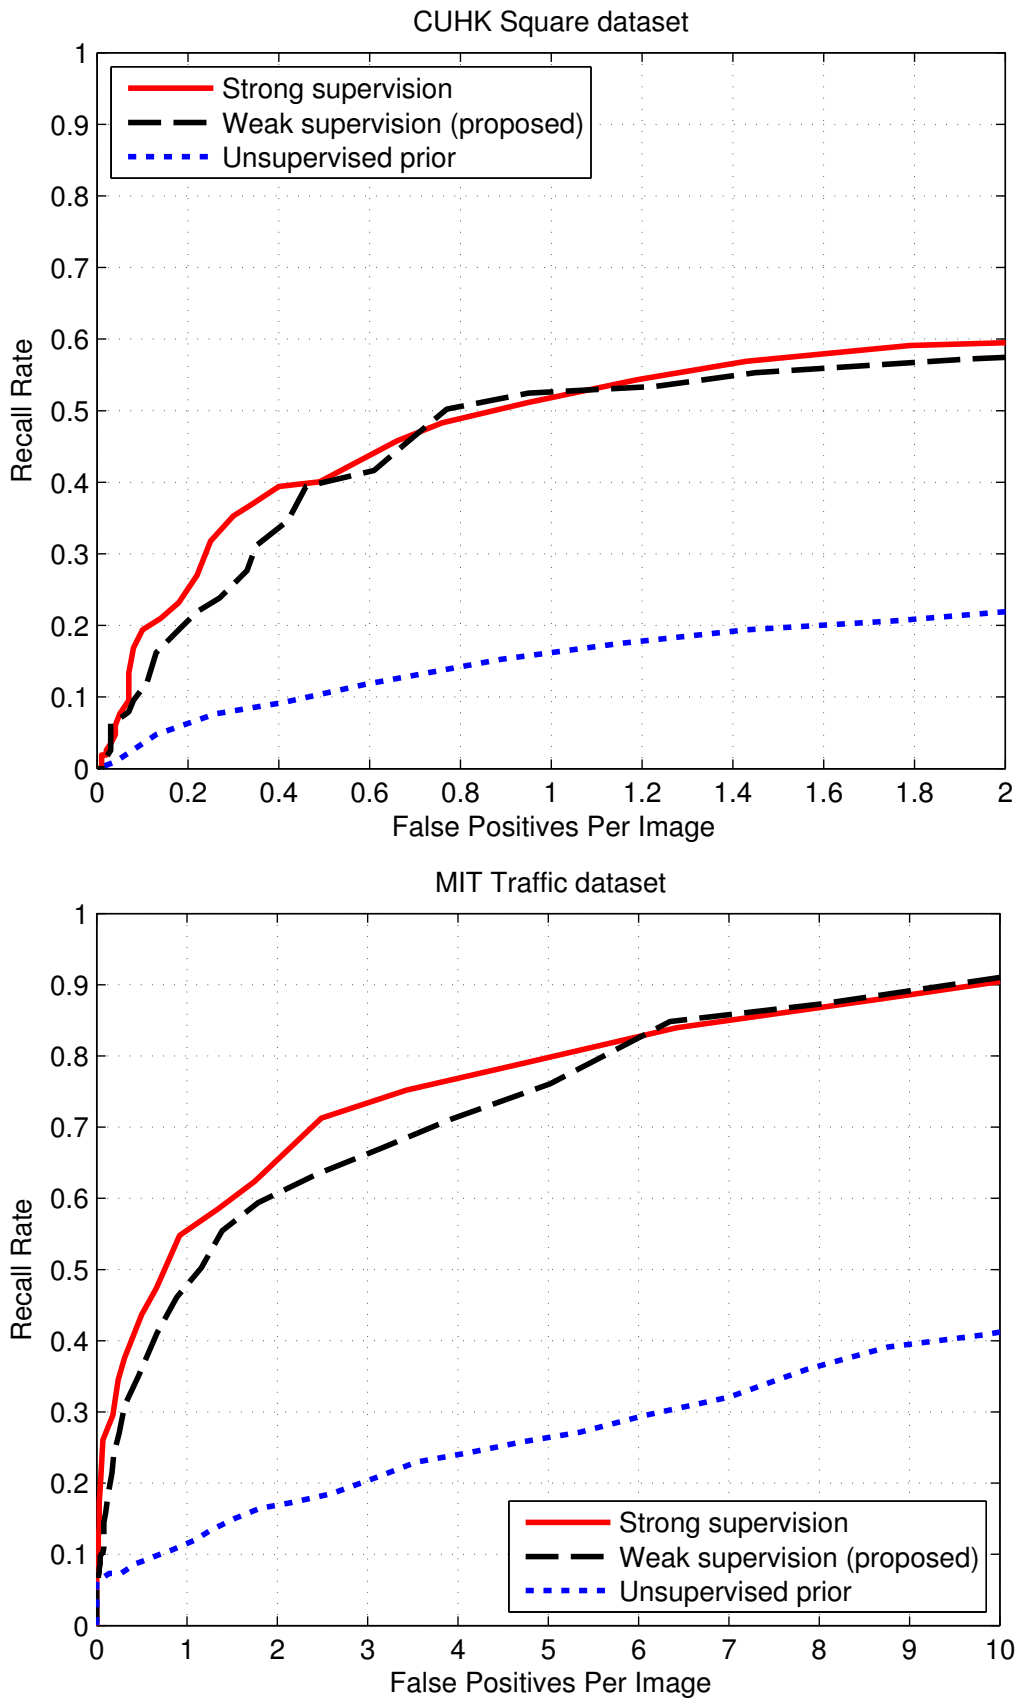 CUHK Square dataset
1
0.9
0.8
0.7
0.6
0.5
0.4
0.3
0.2
0.1
0
Recall Rate
Strong supervision
Weak supervision (proposed)
Unsupervised prior
0 0.2 0.4 0.6 0.8 1 1.2 1.4 1.6 1.8 2
False Positives Per Image
MIT Traffic dataset
1
0.9
0.8
0.7
0.6
0.5
0.4
0.3
0.2
0.1
0
Recall Rate
Strong supervision
Weak supervision (proposed)
Unsupervised prior
0 1 2 3 4 5 6 7 8 9 10
False Positives Per Image